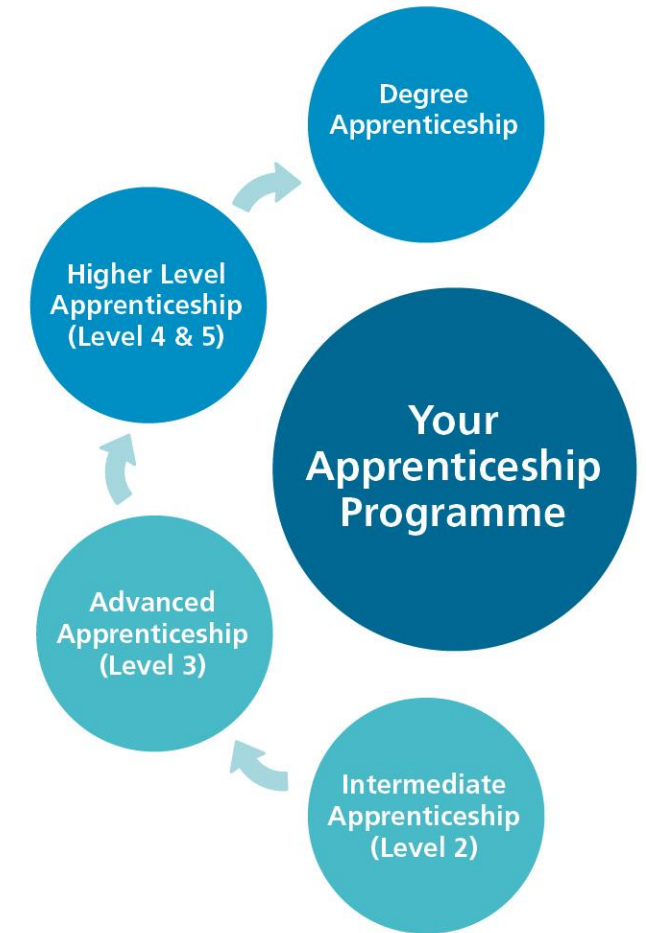 Degree
Apprenticeship
Higher Level
Apprenticeship
(Level 4 & 5)
Your
Apprenticeship
Programme
Advanced
Apprenticeship
(Level 3)
Intermediate
Apprenticeship
(Level 2)